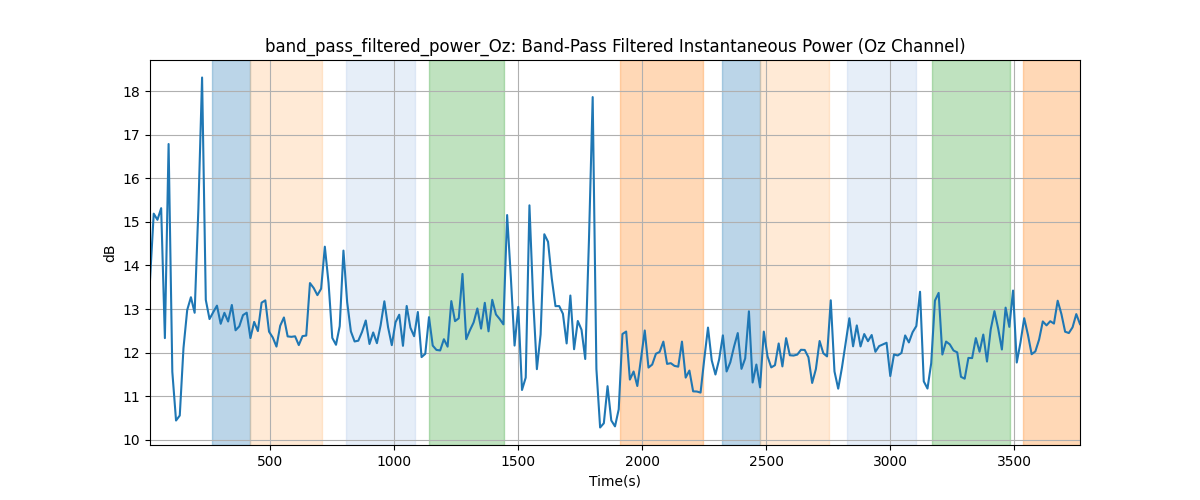 band_pass_filtered_power_Oz: Band-Pass Filtered Instantaneous Power (Oz Channel)
18
17
16
15
14
13
12
11
10
dB
500 1000 1500 2000 2500 3000 3500
Time(s)